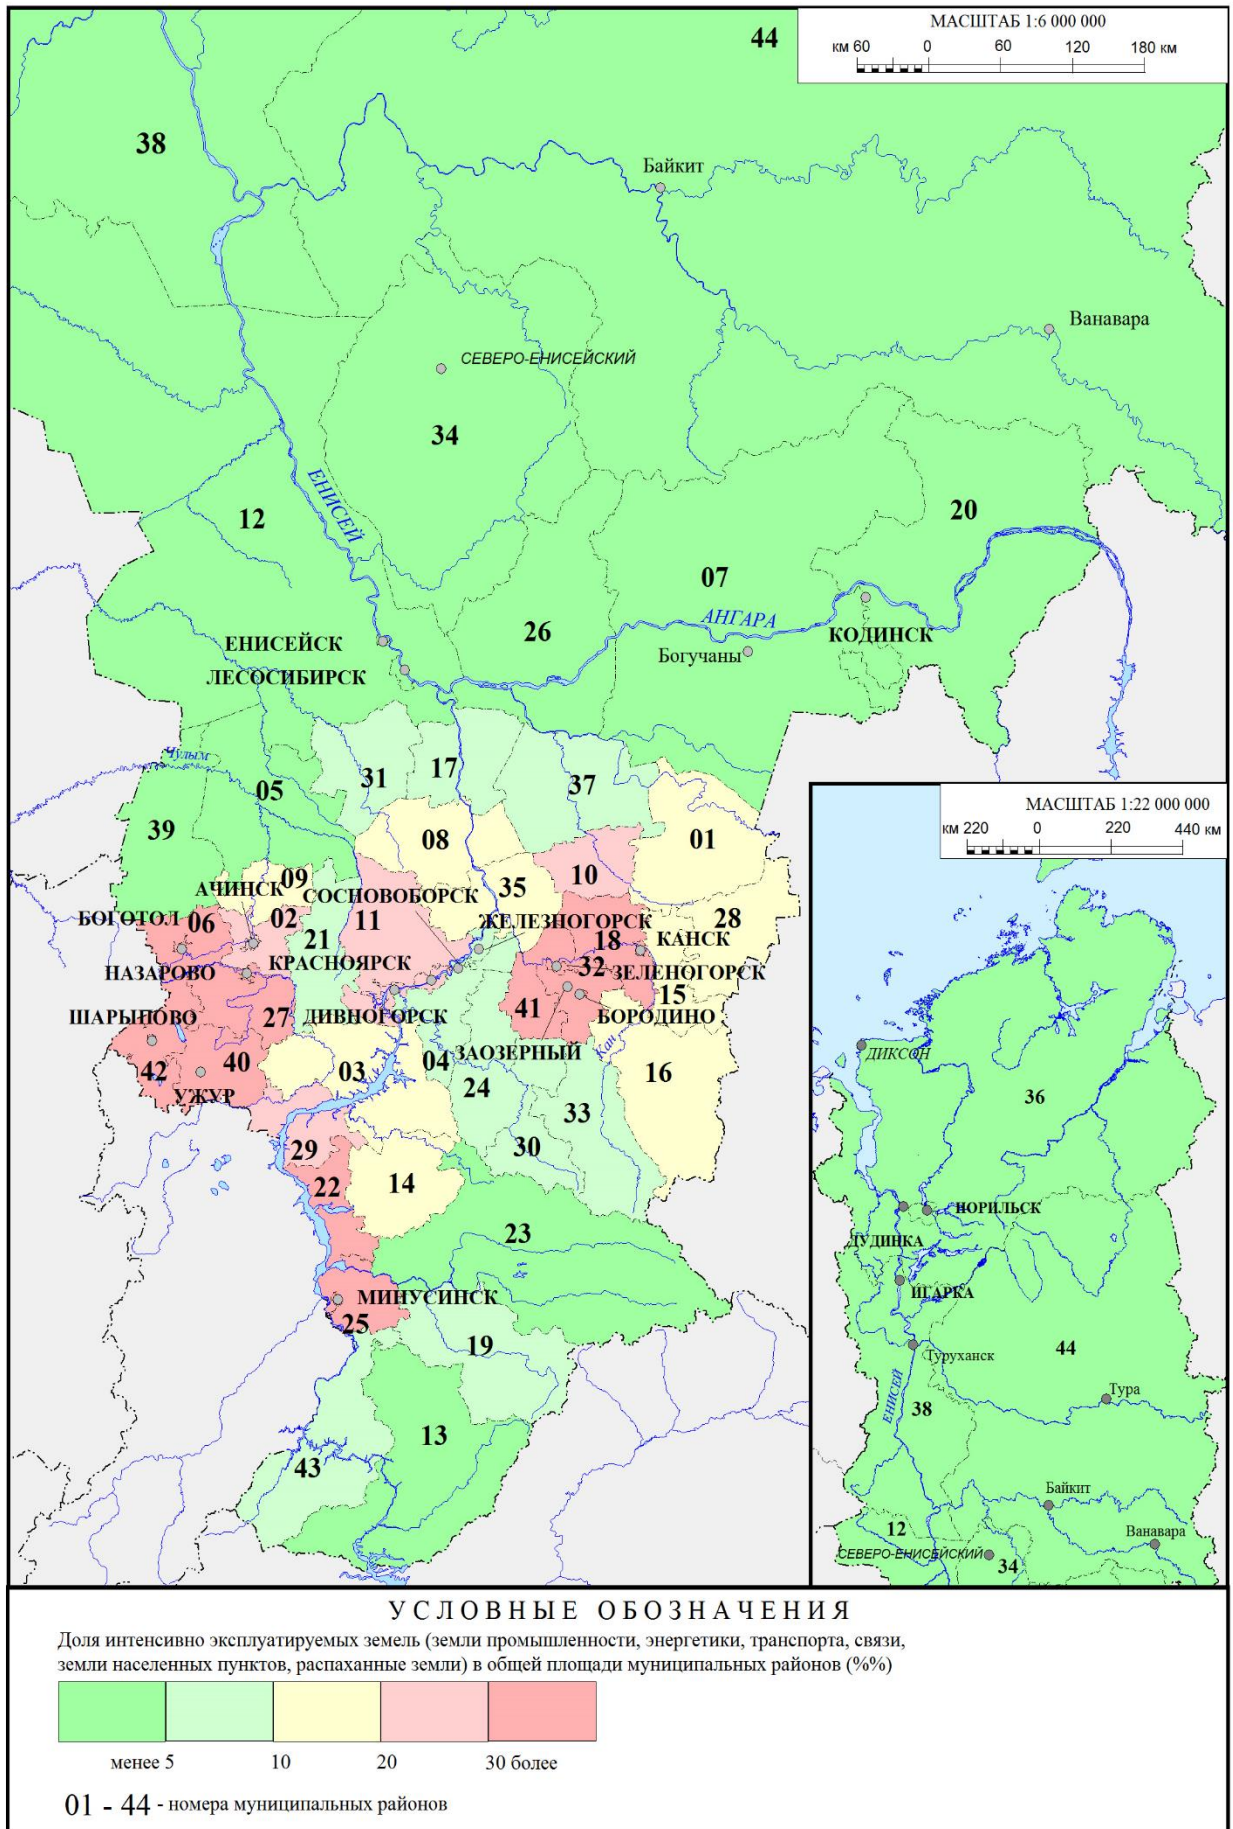 МАСШТАБ 1:6 000 000
км 60 0 60 120 180 км
44
38
Байкит
Ванавара
СЕВЕРО-ЕНИСЕЙСКИЙ
34
ЕНИСЕЙ
12
20
07
26
АНГАРА
КОДИНСК
ЕНИСЕЙСК
Богучаны
ЛЕСОСИБИРСК
Чулым
31
17
37
05
39
08
01
МАСШТАБ 1:22 000 000
км 220 0 220 440 км
09
10
АЧИНСК
СОСНОВОБОРСК
35
БОГОТОЛ
06
02
11
ЖЕЛЕЗНОГОРСК
28
21
18
КАНСК
НАЗАРОВО
КРАСНОЯРСК
32
ЗЕЛЕНОГОРСК
15
ШАРЫПОВО
27
ДИВНОГОРСК
41
БОРОДИНО
Кан
42
40
03
04
ЗАОЗЕРНЫЙ
16
УЖУР
24
33
29
30
22
14
23
МИНУСИНСК
25
19
13
43
ДИКСОН
36
НОРИЛЬСК
ДУДИНКА
ИГАРКА
Туруханск
44
Тура
ЕНИСЕЙ
38
Байкит
12
Ванавара
СЕВЕРО-ЕНИСЕЙСКИЙ
34
УСЛОВНЫЕ ОБОЗНАЧЕНИЯ
Доля интенсивно эксплуатируемых земель (земли промышленности, энергетики, транспорта, связи,
земли населенных пунктов, распаханные земли) в общей площади муниципальных районов (%%)
менее 5 10 20 30 более
01 - 44 - номера муниципальных районов